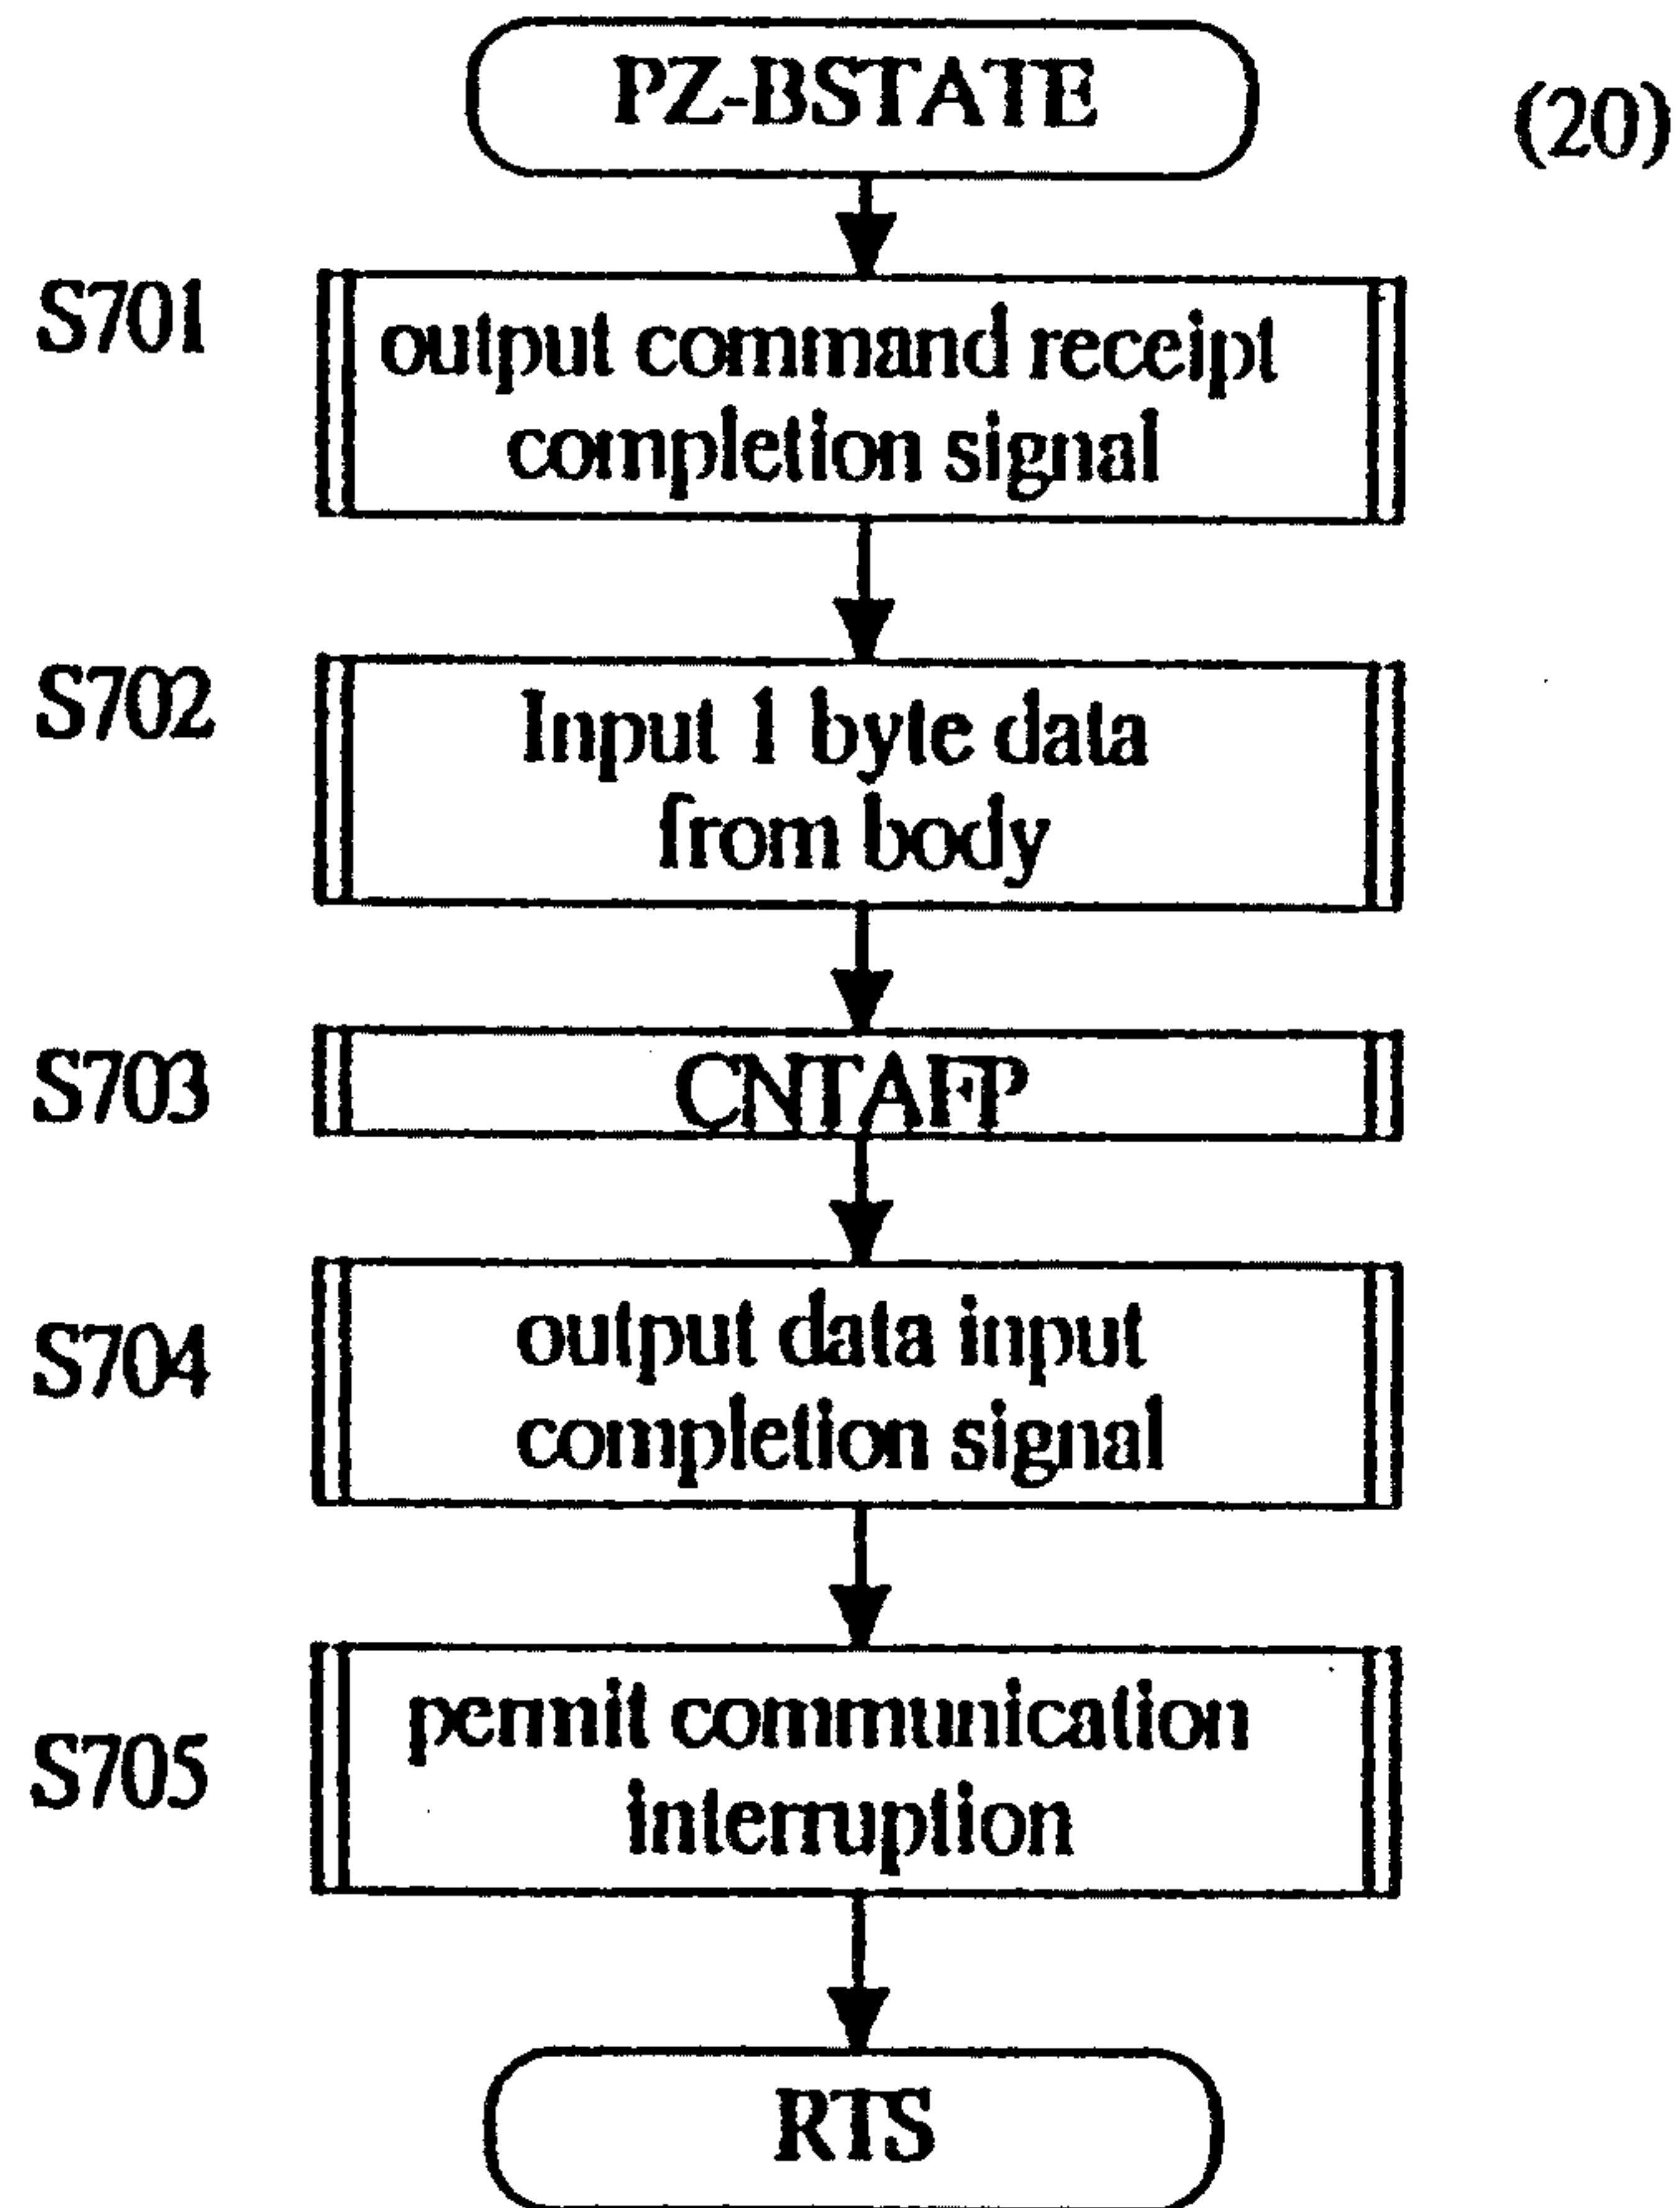 PZ-BSTATE
(20)
S701
output command receipt
completion signal
S702
Input 1 byte data
from body
S703
CNTAFP
S704
output data input
completion signal
S705
permit communication
interruption
RTS